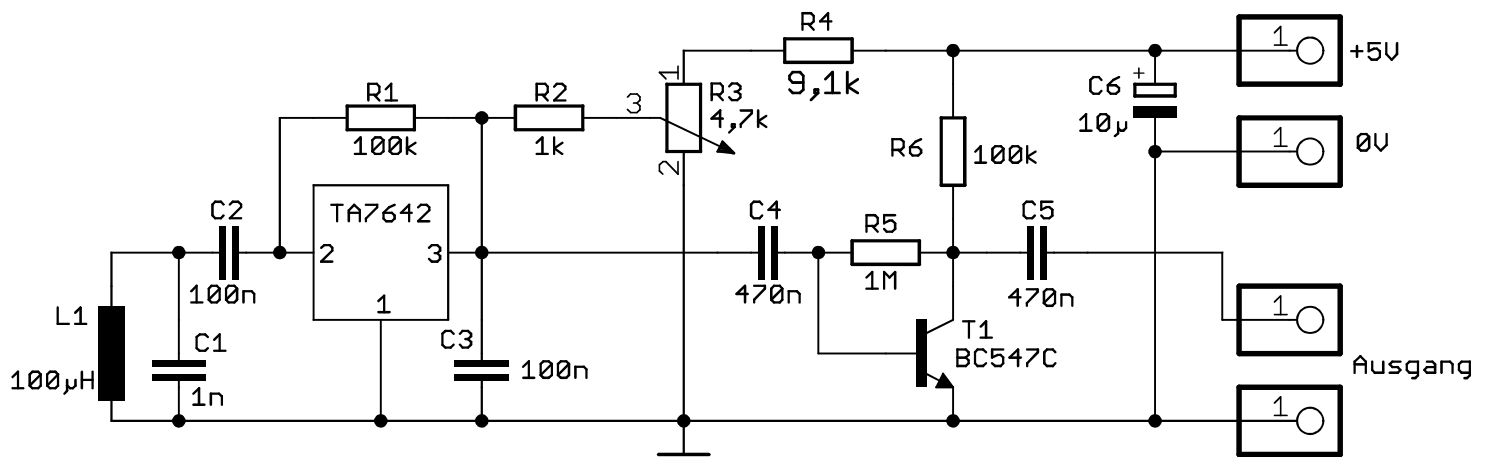 R4
9,1k
1
+5V
1
R3
4,7k
3
2
R1
100k
R2
1k
C6
+
10µ
1
0V
R6
100k
C2
100n
TA7642
2
3
1
C4
470n
R5
1M
C5
470n
L1
100µH
C1
1n
C3
100n
T1
BC547C
1
Ausgang
1